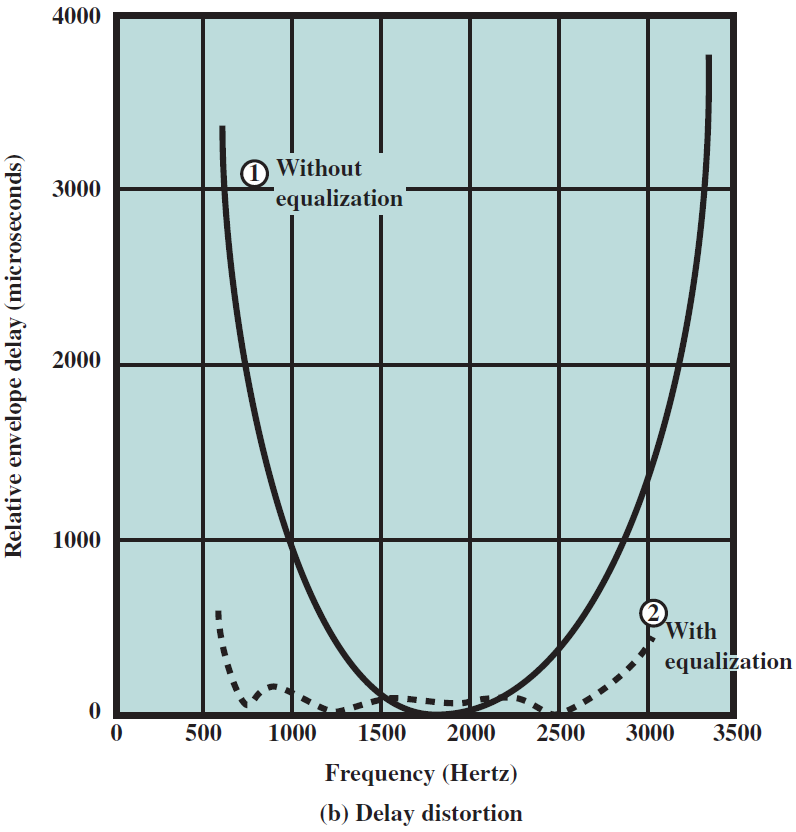 4000
3000
2000
1000
0
Relative envelope delay (microseconds)
1 Without
equalization
2
With
equalization
0 500 1000 1500 2000 2500 3000 3500
Frequency (Hertz)
(b) Delay distortion